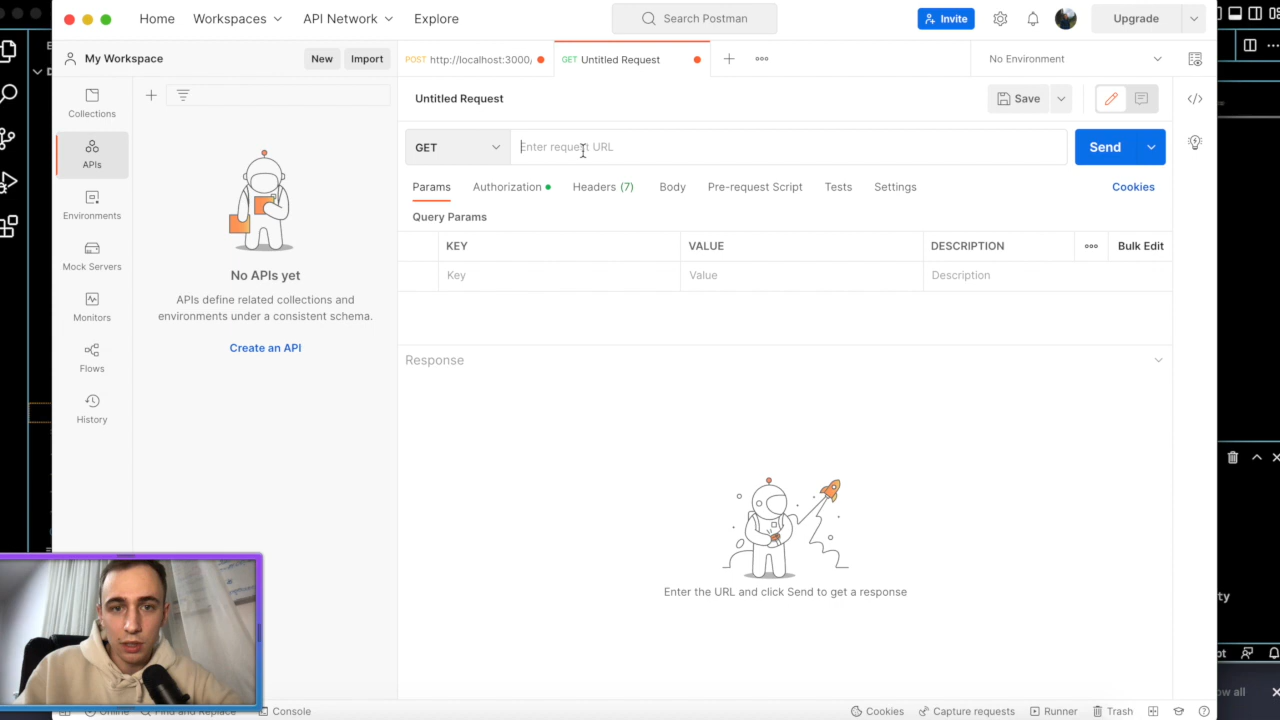 Home Workspaces API Network Explore Search Postman Invite Upgrade
My Workspace New Import POST http://localhost:3000/ GET Untitled Request No Environment
Collections
APIs
Environments
Mock Servers
Monitors
Flows
History
No APIs yet
APIs define related collections and
environments under a consistent schema.
Create an API
Untitled Request Save
GET Enter request URL Send
Params Authorization Headers (7) Body Pre-request Script Tests Settings Cookies
Query Params
KEY VALUE DESCRIPTION Bulk Edit
Key Value Description
Response
Enter the URL and click Send to get a response
Online Find and Replace Console Cookies Capture requests Runner Trash